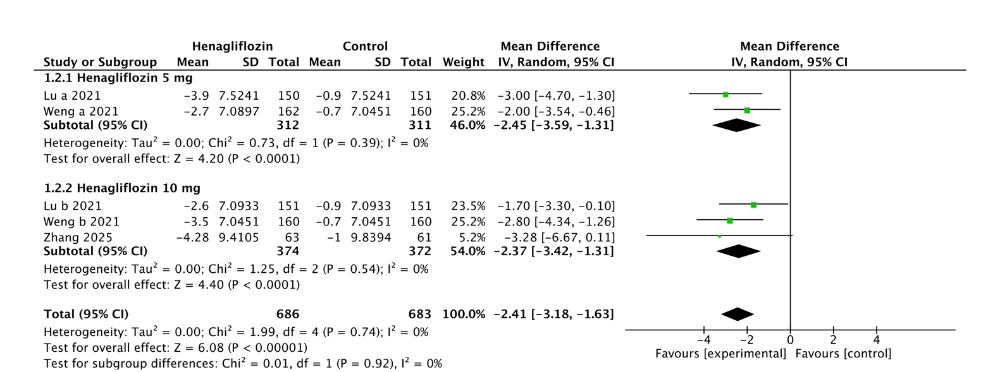 Henagliflozin Control Mean Difference Mean Difference
Study or Subgroup Mean SD Total Mean SD Total Weight IV, Random, 95% CI IV, Random, 95% CI
1.2.1 Henagliflozin 5 mg
Lu a 2021 −3.9 7.5241 150 −0.9 7.5241 151 20.8% −3.00 [−4.70, −1.30]
Weng a 2021 −2.7 7.0897 162 −0.7 7.0451 160 25.2% −2.00 [−3.54, −0.46]
Subtotal (95% CI) 312 311 46.0% −2.45 [−3.59, −1.31]
Heterogeneity: Tau² = 0.00; Chi² = 0.73, df = 1 (P = 0.39); I² = 0%
Test for overall effect: Z = 4.20 (P < 0.0001)
1.2.2 Henagliflozin 10 mg
Lu b 2021 −2.6 7.0933 151 −0.9 7.0933 151 23.5% −1.70 [−3.30, −0.10]
Weng b 2021 −3.5 7.0451 160 −0.7 7.0451 160 25.2% −2.80 [−4.34, −1.26]
Zhang 2025 −4.28 9.4105 63 −1 9.8394 61 5.2% −3.28 [−6.67, 0.11]
Subtotal (95% CI) 374 372 54.0% −2.37 [−3.42, −1.31]
Heterogeneity: Tau² = 0.00; Chi² = 1.25, df = 2 (P = 0.54); I² = 0%
Test for overall effect: Z = 4.40 (P < 0.0001)
Total (95% CI) 686 683 100.0% −2.41 [−3.18, −1.63]
Heterogeneity: Tau² = 0.00; Chi² = 1.99, df = 4 (P = 0.74); I² = 0%
Test for overall effect: Z = 6.08 (P < 0.00001)
Test for subgroup differences: Chi² = 0.01, df = 1 (P = 0.92), I² = 0%
−4 −2 0 2 4
Favours [experimental] Favours [control]